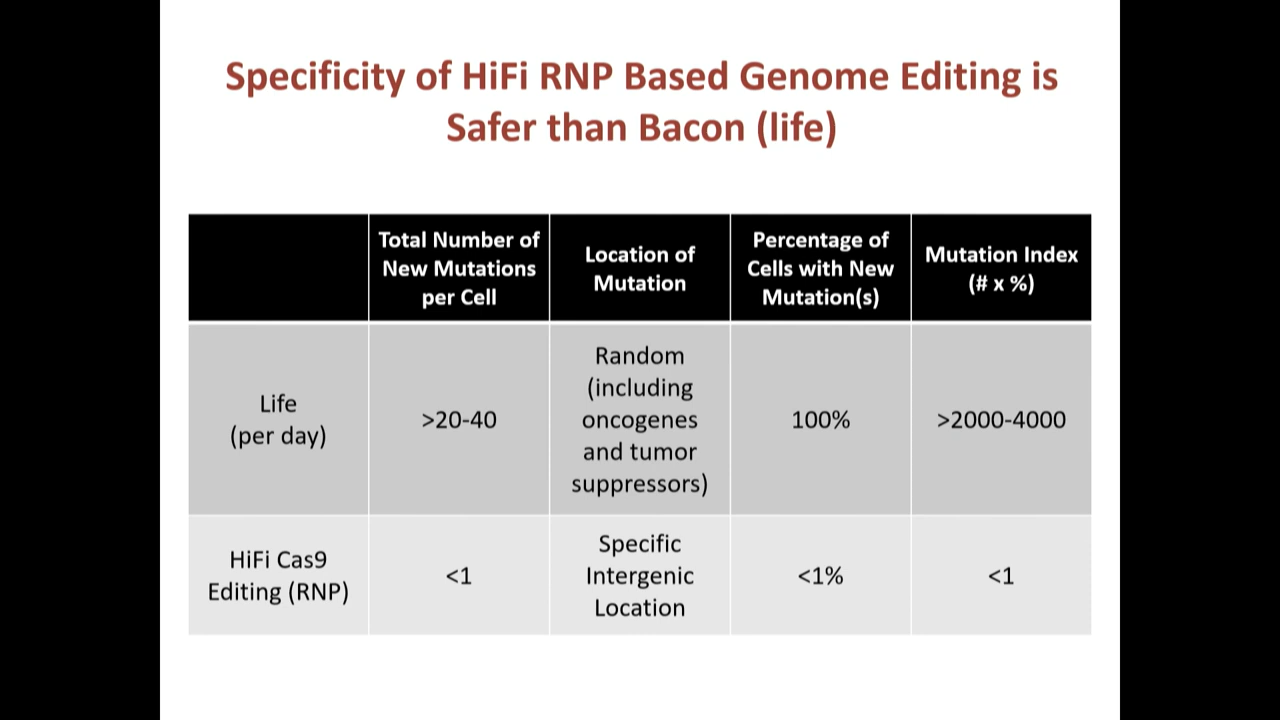 Specificity of HiFi RNP Based Genome Editing is
Safer than Bacon (life)
Total Number of
New Mutations
per Cell
Location of
Mutation
Percentage of
Cells with New
Mutation(s)
Mutation Index
(# x %)
Life
(per day)
>20-40
Random
(including
oncogenes
and tumor
suppressors)
100%
>2000-4000
HiFi Cas9
Editing (RNP)
<1
Specific
Intergenic
Location
<1%
<1